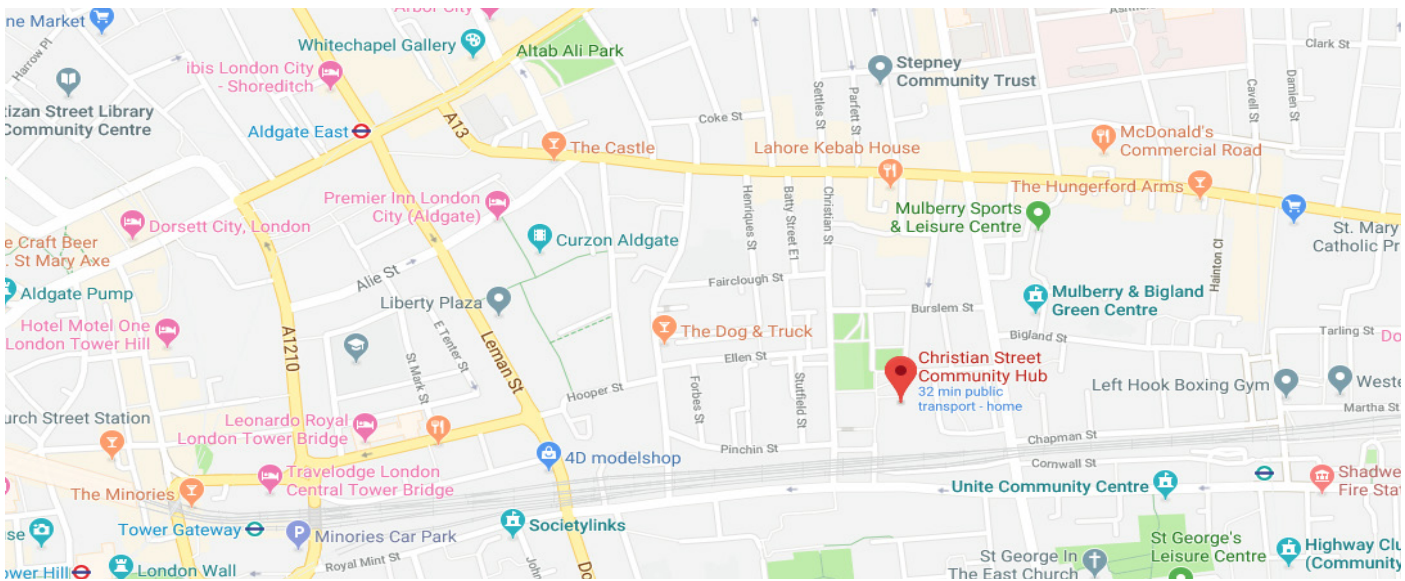 ne Market
Harrow Pl
Whitechapel Gallery
Altab Ali Park
ibis London City
- Shoreditch
tizan Street Library
Community Centre
Aldgate East
A13
The Castle
Coke St
Settles St
Parfett St
Stepney
Community Trust
Clark St
Cavell St
Damien St
Lahore Kebab House
McDonald's
Commercial Road
The Hungerford Arms
Premier Inn London
City (Aldgate)
Dorsett City, London
e Craft Beer
. St Mary Axe
Curzon Aldgate
Henriques St
Batty Street E1
Christian St
Mulberry Sports
& Leisure Centre
St. Mary
Catholic Pr
Hainton Cl
Alie St
Fairclough St
Aldgate Pump
Liberty Plaza
Mulberry & Bigland
Green Centre
Burslem St
Bigland St
Tarling St
Do
Hotel Motel One
London Tower Hill
A1210
E Tenter St
St Mark St
Leman St
The Dog & Truck
Ellen St
Hooper St
Forbes St
Stutfield St
Christian Street
Community Hub
32 min public
transport - home
Left Hook Boxing Gym
Weste
Martha St
urch Street Station
Leonardo Royal
London Tower Bridge
Pinchin St
Chapman St
Cornwall St
4D modelshop
Travelodge London
Central Tower Bridge
The Minories
Unite Community Centre
Shadwe
Fire Stat
Tower Gateway
Minories Car Park
Societylinks
se
Royal Mint St
John
Do
London Wall
ower Hill
St George In
The East Church
St George's
Leisure Centre
Highway Clu
(Community